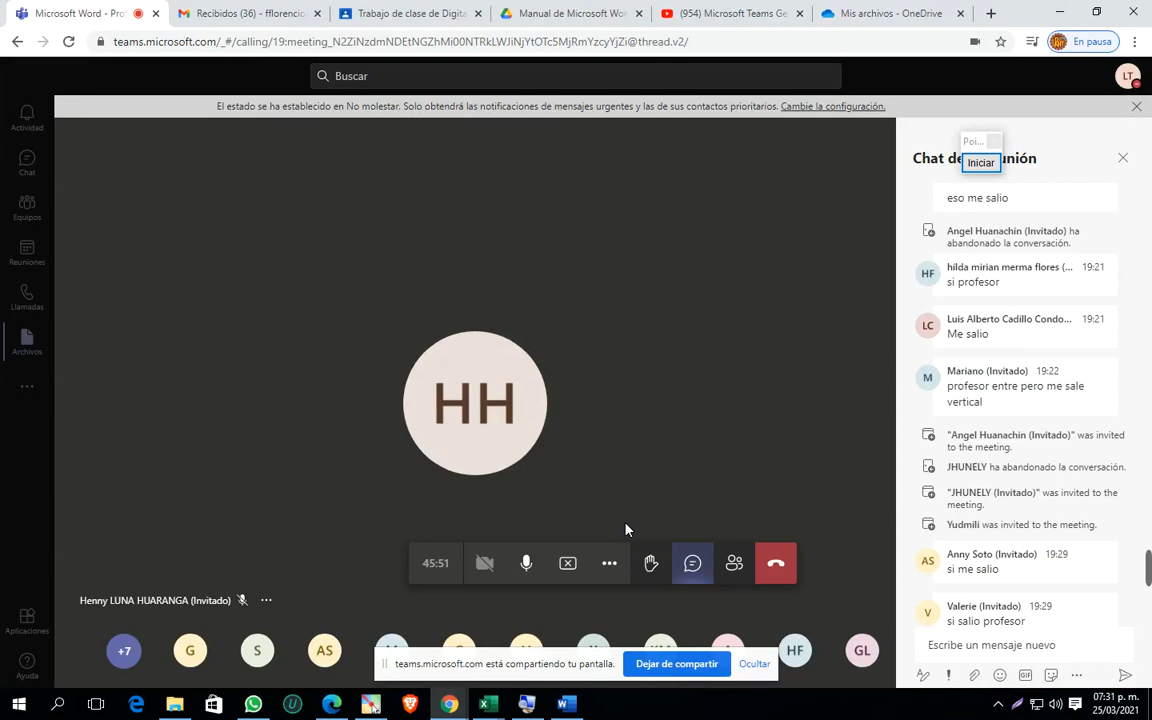 Microsoft Word - Pro
Recibidos (36) - fflorencio
Trabajo de clase de Digita
Manual de Microsoft Wo
(954) Microsoft Teams Ge
Mis archivos - OneDrive
teams.microsoft.com/_#/calling/19:meeting_N2ZiNzdmNDEtNGZhMi00NTRkLWJiNjYtOTc5MjRmYzcyYjZi@thread.v2/
En pausa
Buscar
LT
El estado se ha establecido en No molestar. Solo obtendrá las notificaciones de mensajes urgentes y las de sus contactos prioritarios. Cambie la configuración.
Actividad
Chat
Equipos
Reuniones
Llamadas
Archivos
Aplicaciones
Ayuda
HH
45:51
Henny LUNA HUARANGA (Invitado)
+7
G
S
AS
HF
GL
teams.microsoft.com está compartiendo tu pantalla.
Dejar de compartir
Ocultar
Poi...
Iniciar
Chat de unión
eso me salio
Angel Huanachin (Invitado) ha
abandonado la conversación.
HF
hilda mirian merma flores (... 19:21
si profesor
LC
Luis Alberto Cadillo Condo... 19:21
Me salio
M
Mariano (Invitado) 19:22
profesor entre pero me sale
vertical
"Angel Huanachin (Invitado)" was invited
to the meeting.
JHUNELY ha abandonado la conversación.
"JHUNELY (Invitado)" was invited to the
meeting.
Yudmili was invited to the meeting.
AS
Anny Soto (Invitado) 19:29
si me salio
V
Valerie (Invitado) 19:29
si salio profesor
Escribe un mensaje nuevo
GIF
07:31 p. m.
25/03/2021